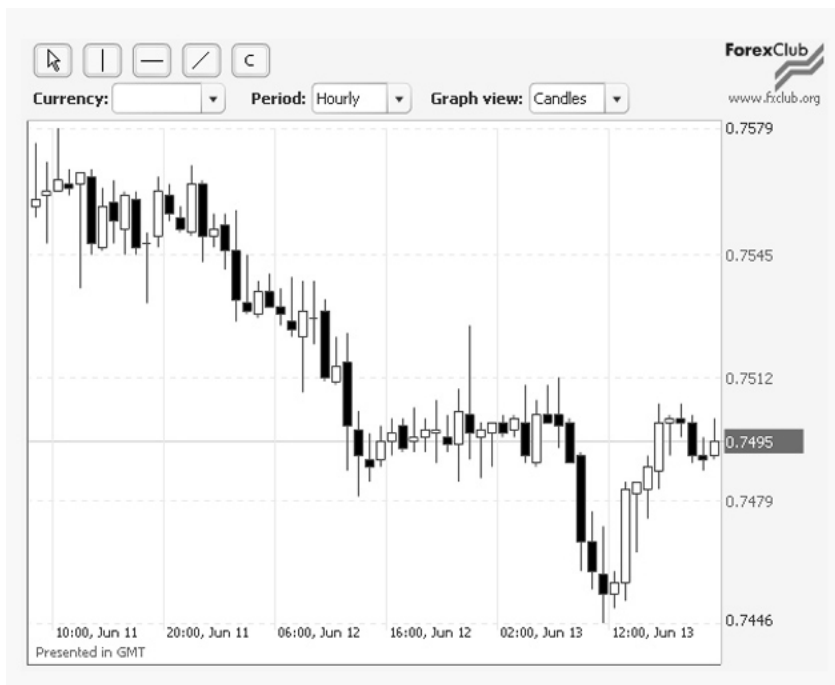 C
ForexClub
www.fxclub.org
Currency:
Period: Hourly
Graph view: Candles
0.7579
0.7545
0.7512
0.7495
0.7479
0.7446
10:00, Jun 11 20:00, Jun 11 06:00, Jun 12 16:00, Jun 12 02:00, Jun 13 12:00, Jun 13
Presented in GMT